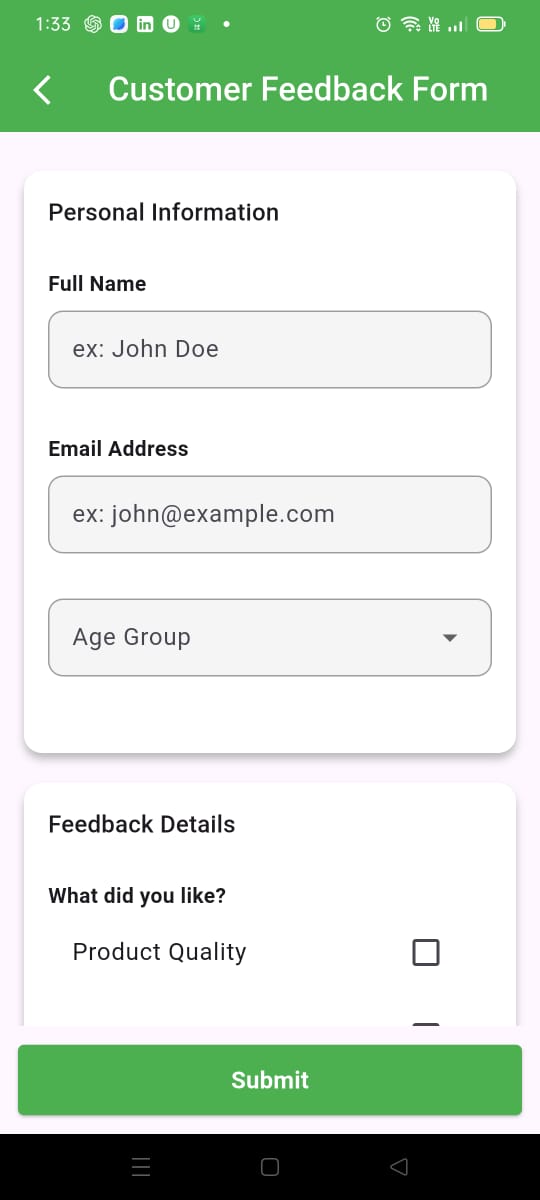 1:33
Customer Feedback Form
Personal Information
Full Name
ex: John Doe
Email Address
ex: john@example.com
Age Group
Feedback Details
What did you like?
Product Quality
Submit